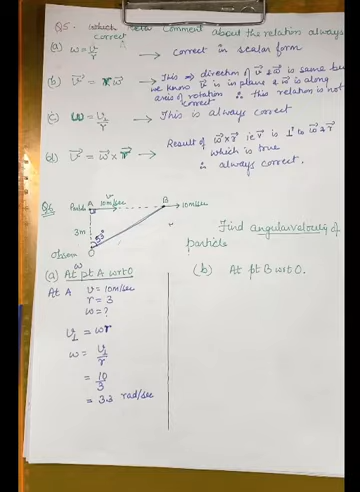 Q5. which below comment about the relation always
correct
(a) ω = v/r → correct in scalar form
(b) v⃗ = r ω⃗ → This ⇒ direction of v⃗ & ω⃗ is same but
we know v⃗ is in plane & ω⃗ is along
axis of rotation ∴ this relation is not
correct
(c) ω = v⊥/r → This is always correct
(d) v⃗ = ω⃗ × r⃗ → Result of ω⃗ × r⃗ ie v⃗ is ⊥ to ω⃗ & r⃗
which is true
∴ always correct.
Q6.
A v B
Particle 10m/sec 10m/sec
3m
53°
O
Find angular velocity of
particle
(a) At pt A wrt O
(b) At pt B wrt O.
At A v = 10m/sec
r = 3
ω = ?
v⊥ = ωr
ω = v⊥/r
= 10/3
= 3.3 rad/sec